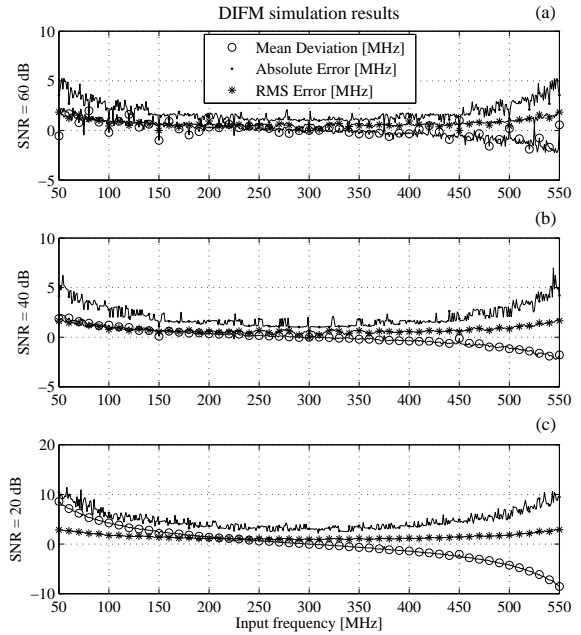 DIFM simulation results
(a)
10
5
0
−5
SNR = 60 dB
Mean Deviation [MHz]
Absolute Error [MHz]
RMS Error [MHz]
50 100 150 200 250 300 350 400 450 500 550
(b)
10
5
0
−5
SNR = 40 dB
50 100 150 200 250 300 350 400 450 500 550
(c)
20
10
0
−10
SNR = 20 dB
50 100 150 200 250 300 350 400 450 500 550
Input frequency [MHz]